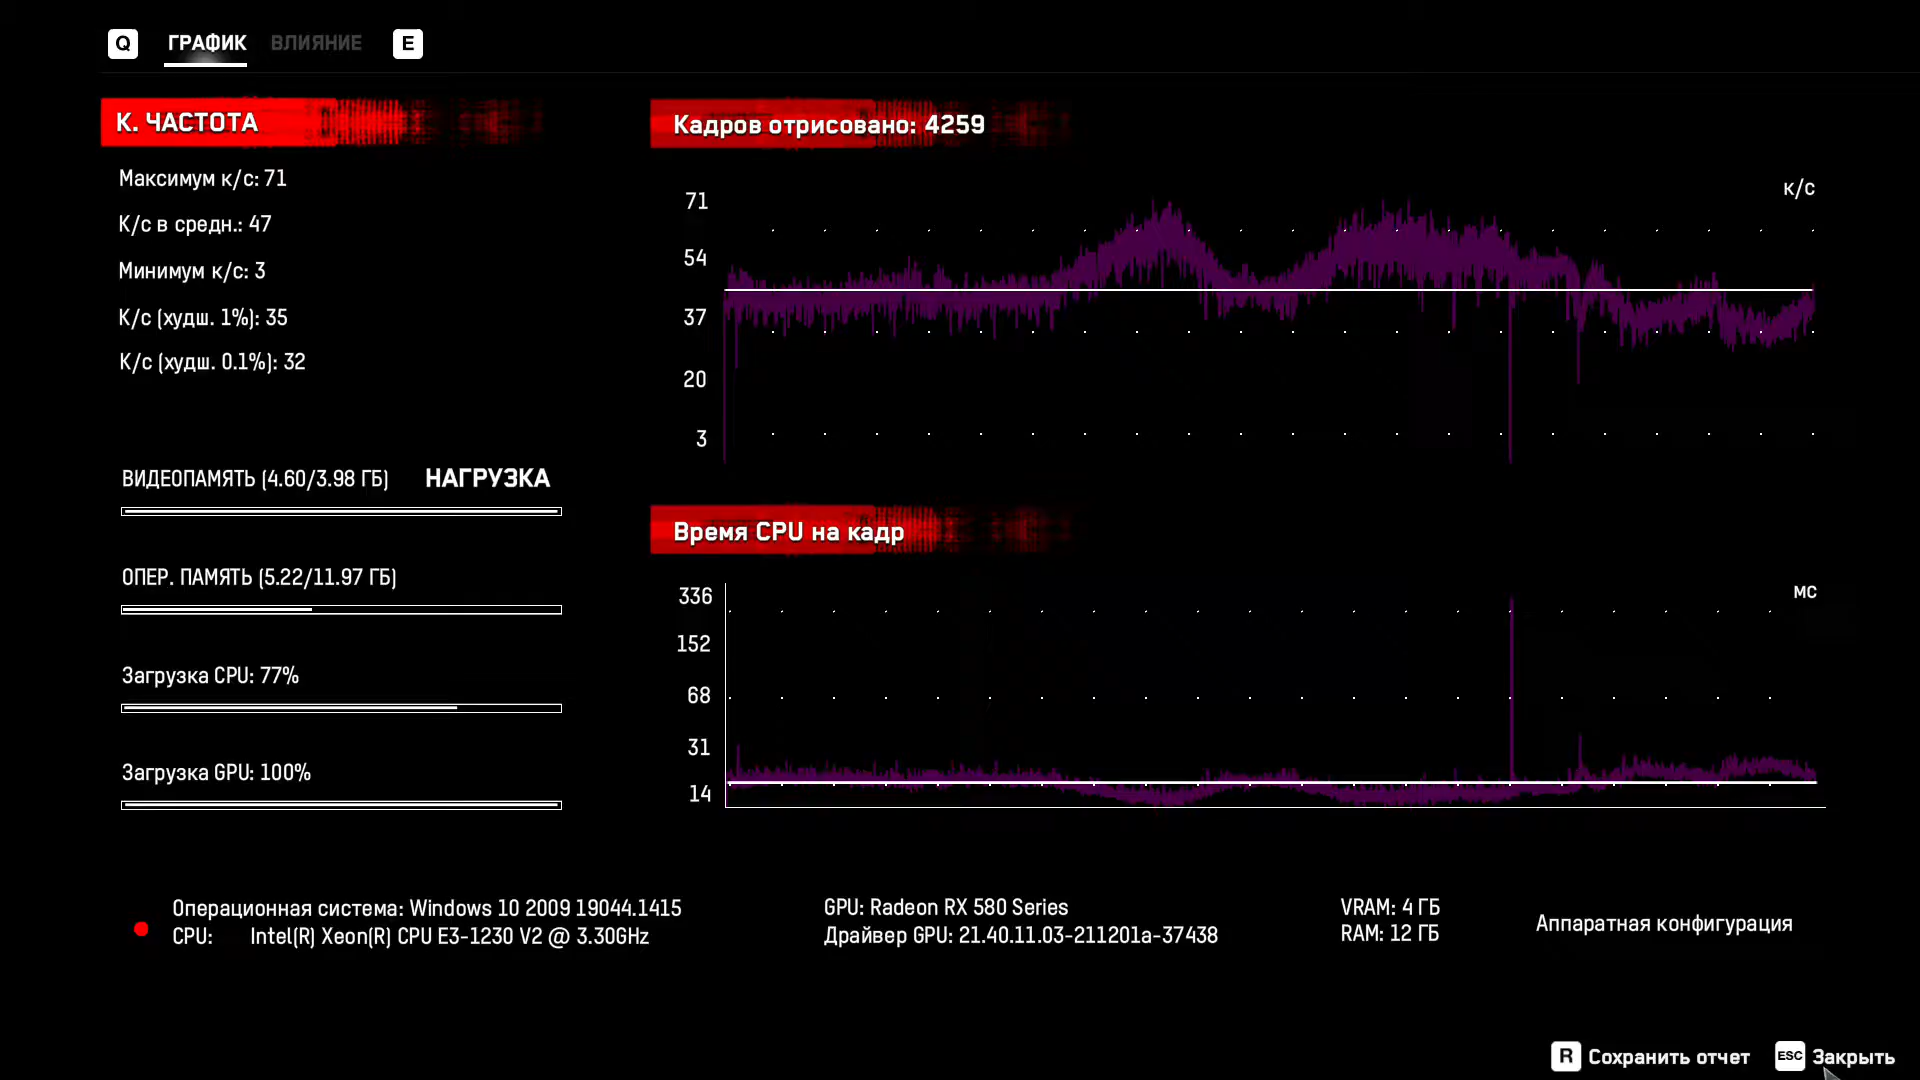 Q ГРАФИК ВЛИЯНИЕ E
К. ЧАСТОТА
Максимум к/с: 71
К/с в средн.: 47
Минимум к/с: 3
К/с (худш. 1%): 35
К/с (худш. 0.1%): 32
ВИДЕОПАМЯТЬ (4.60/3.98 ГБ) НАГРУЗКА
ОПЕР. ПАМЯТЬ (5.22/11.97 ГБ)
Загрузка CPU: 77%
Загрузка GPU: 100%
Кадров отрисовано: 4259
к/с
71
54
37
20
3
Время CPU на кадр
мс
336
152
68
31
14
Операционная система: Windows 10 2009 19044.1415
CPU: Intel(R) Xeon(R) CPU E3-1230 V2 @ 3.30GHz
GPU: Radeon RX 580 Series
Драйвер GPU: 21.40.11.03-211201a-37438
VRAM: 4 ГБ
RAM: 12 ГБ
Аппаратная конфигурация
R Сохранить отчет ESC Закрыть